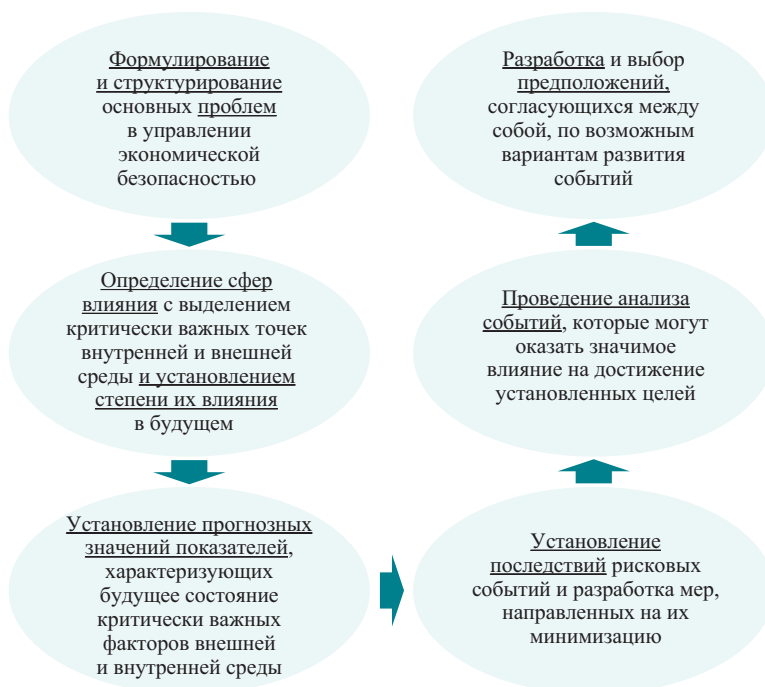 Формулирование
и структурирование
основных проблем
в управлении
экономической
безопасностью
Определение сфер
влияния с выделением
критически важных точек
внутренней и внешней
среды и установлением
степени их влияния
в будущем
Установление прогнозных
значений показателей,
характеризующих
будущее состояние
критически важных
факторов внешней
и внутренней среды
Установление
последствий рисковых
событий и разработка мер,
направленных на их
минимизацию
Проведение анализа
событий, которые могут
оказать значимое
влияние на достижение
установленных целей
Разработка и выбор
предположений,
согласующихся между
собой, по возможным
вариантам развития
событий